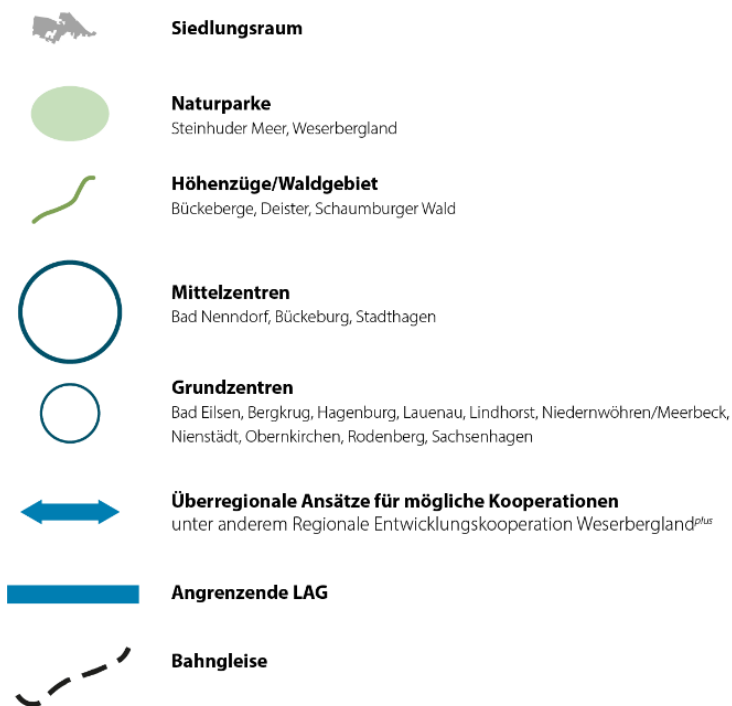 Siedlungsraum
Naturparke
Steinhuder Meer, Weserbergland
Höhenzüge/Waldgebiet
Bückeberge, Deister, Schaumburger Wald
Mittelzentren
Bad Nenndorf, Bückeburg, Stadthagen
Grundzentren
Bad Eilsen, Bergkrug, Hagenburg, Lauenau, Lindhorst, Niedernwöhren/Meerbeck,
Nienstädt, Obernkirchen, Rodenberg, Sachsenhagen
Überregionale Ansätze für mögliche Kooperationen
unter anderem Regionale Entwicklungskooperation Weserberglandplus
Angrenzende LAG
Bahngleise